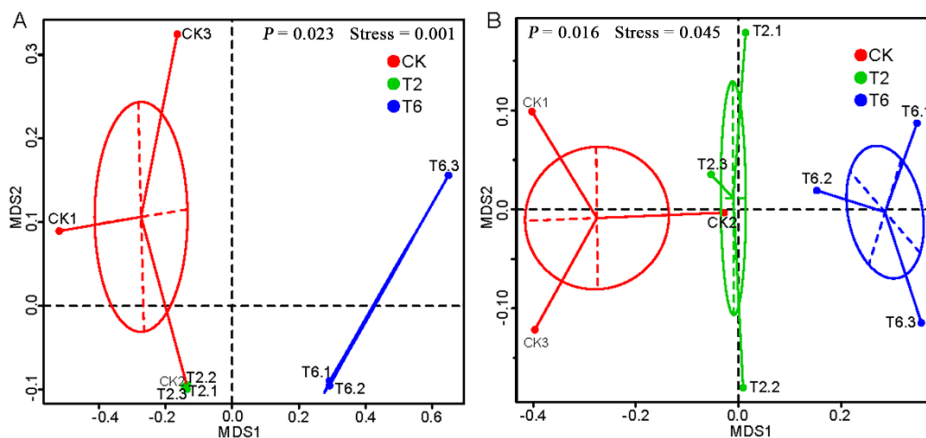 A
P = 0.023 Stress = 0.001
CK3
CK
T2
T6
T6.3
CK1
T6.1
T6.2
CK2
T2.2
T2.3
T2.1
MDS2
0.3
0.2
0.1
0.0
-0.1
-0.4
-0.2
0.0
0.2
0.4
0.6
MDS1
B
P = 0.016 Stress = 0.045
T2.1
CK
T2
T6
CK1
T6.1
T2.3
T6.2
CK2
CK3
T6.3
T2.2
MDS2
0.10
0.0
-0.10
-0.4
-0.2
0.0
0.2
MDS1